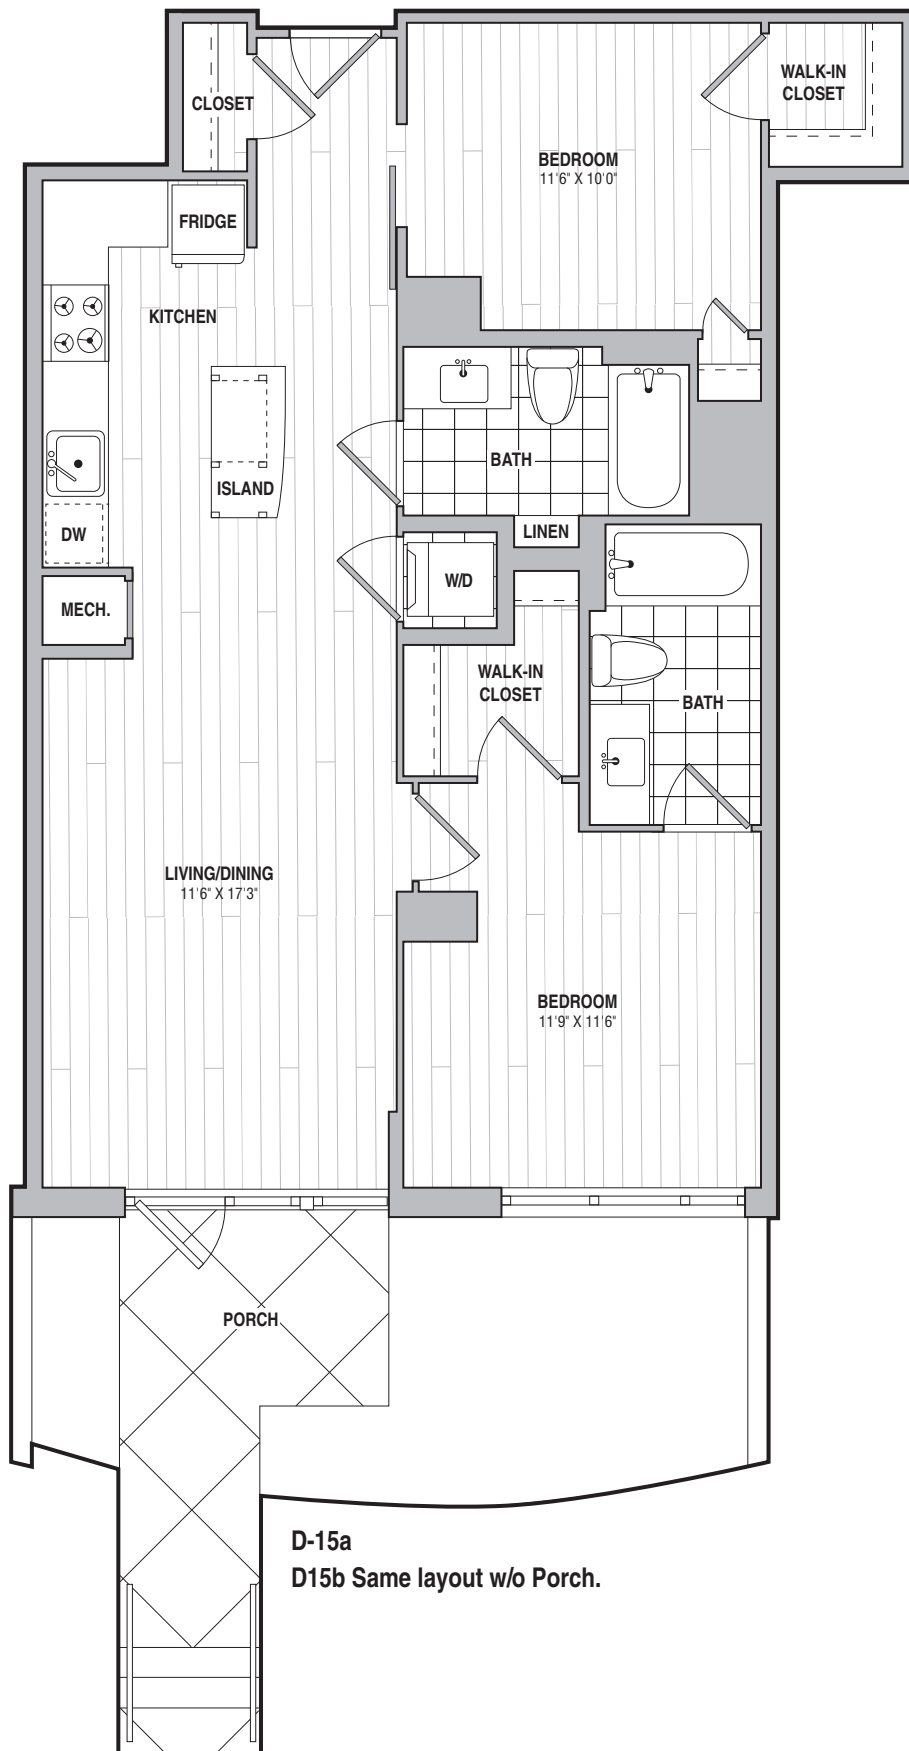 WALK-IN
CLOSET
CLOSET
BEDROOM
11'6" X 10'0"
FRIDGE
KITCHEN
BATH
ISLAND
LINEN
DW
W/D
MECH.
WALK-IN
CLOSET
BATH
LIVING/DINING
11'6" X 17'3"
BEDROOM
11'9" X 11'6"
PORCH
D-15a
D15b Same layout w/o Porch.